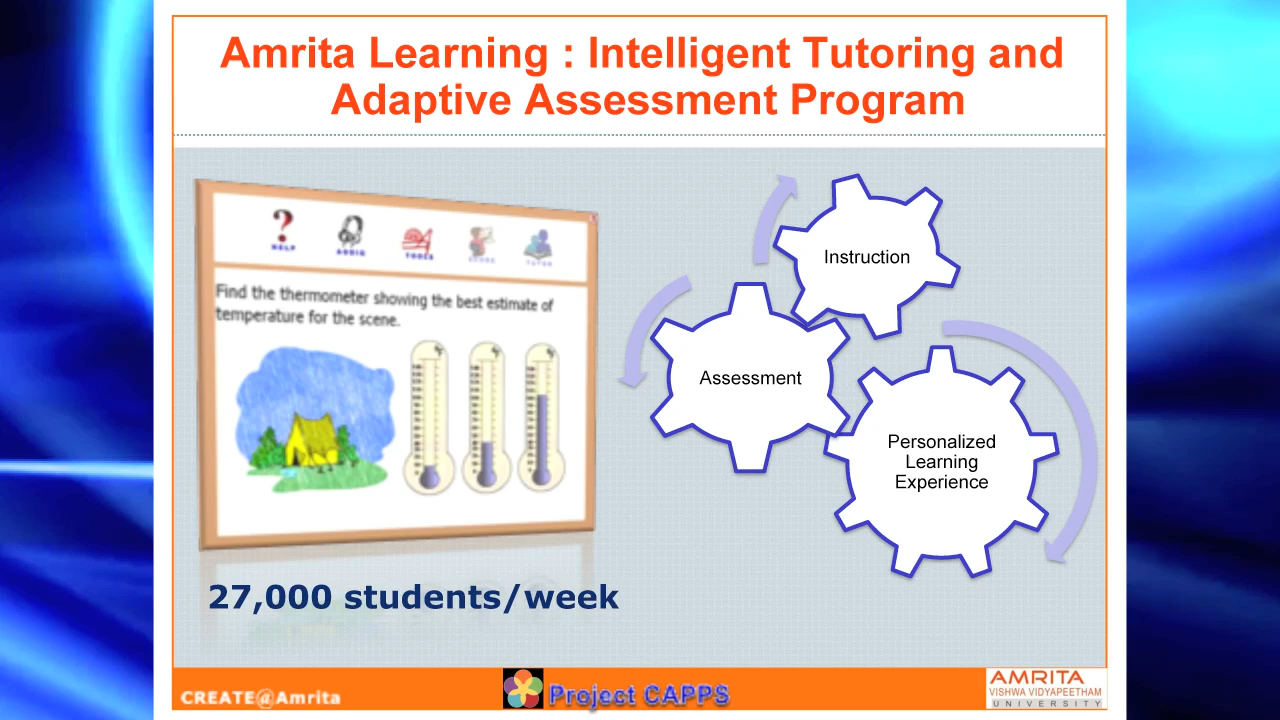 Amrita Learning : Intelligent Tutoring and
Adaptive Assessment Program
HELP
AUDIO
TOOLS
SCORE
TUTOR
Find the thermometer showing the best estimate of
temperature for the scene.
°F
°F
°F
Instruction
Assessment
Personalized
Learning
Experience
27,000 students/week
CREATE@Amrita
Project CAPPS
AMRITA
VISHWA VIDYAPEETHAM
UNIVERSITY